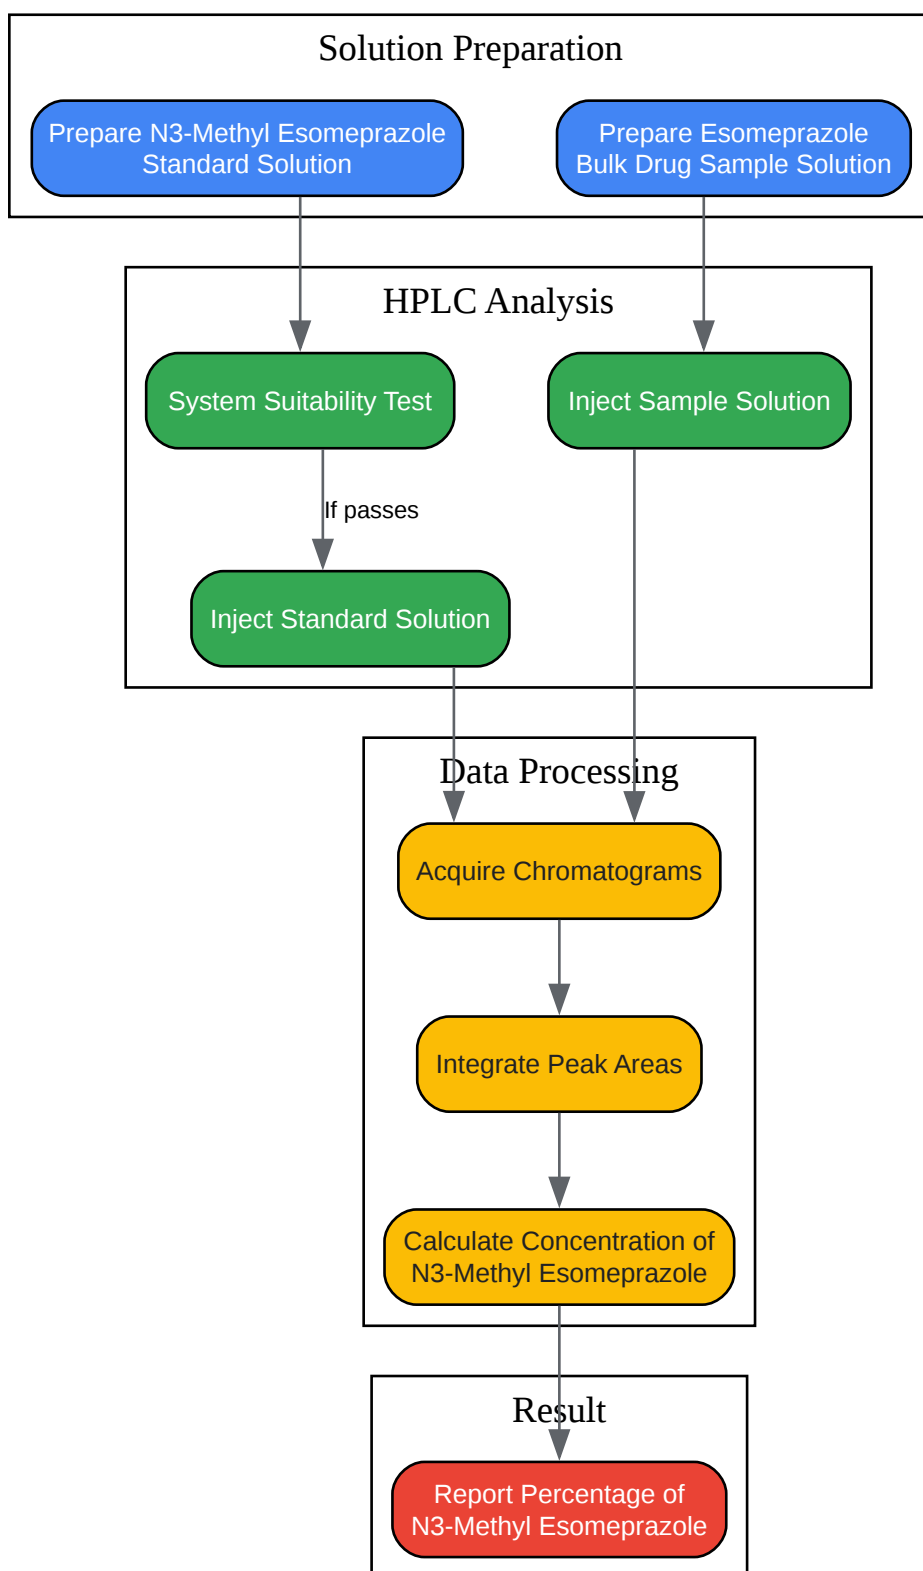 Solution Preparation
Prepare N3-Methyl Esomeprazole
Standard Solution
Prepare Esomeprazole
Bulk Drug Sample Solution
HPLC Analysis
System Suitability Test
Inject Sample Solution
If passes
Inject Standard Solution
Data Processing
Acquire Chromatograms
Integrate Peak Areas
Calculate Concentration of
N3-Methyl Esomeprazole
Result
Report Percentage of
N3-Methyl Esomeprazole